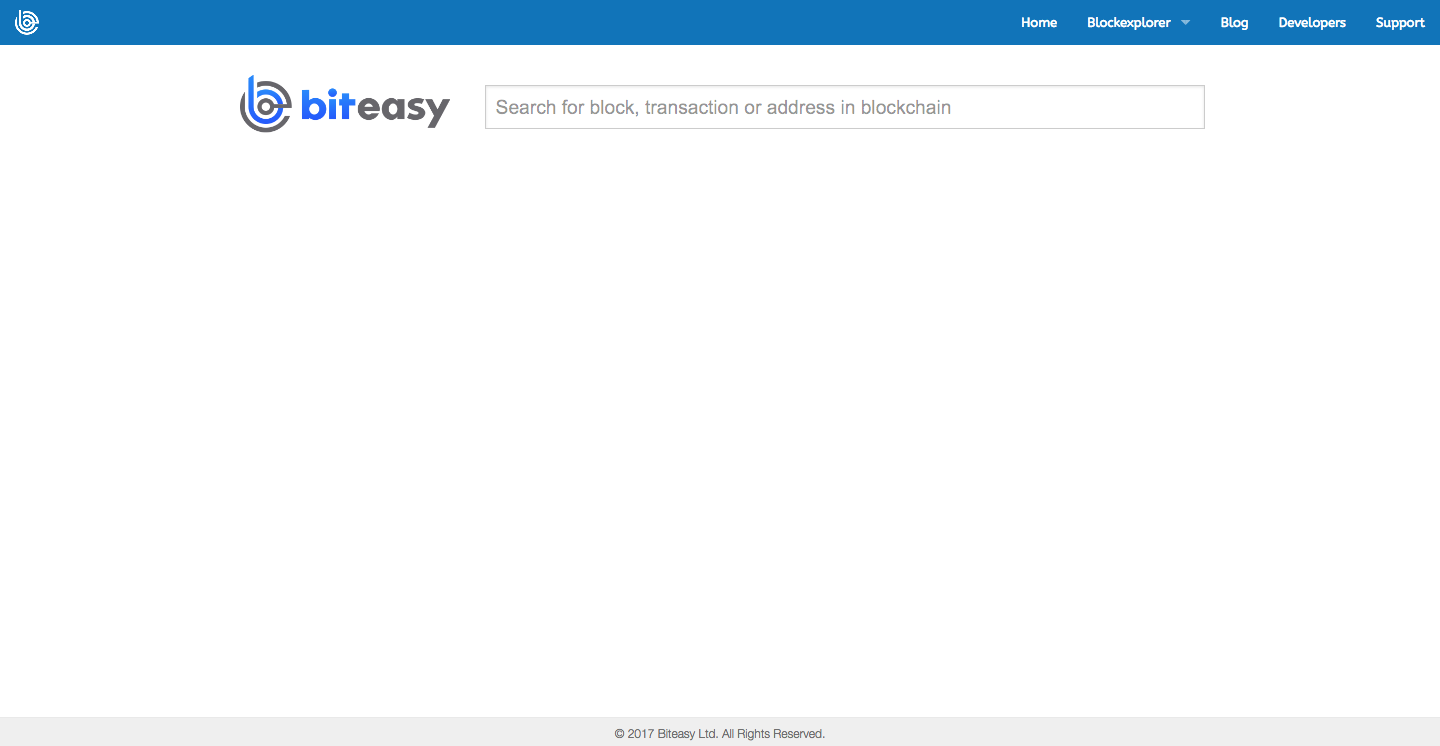 Home Blockexplorer Blog Developers Support
biteasy
Search for block, transaction or address in blockchain
© 2017 Biteasy Ltd. All Rights Reserved.